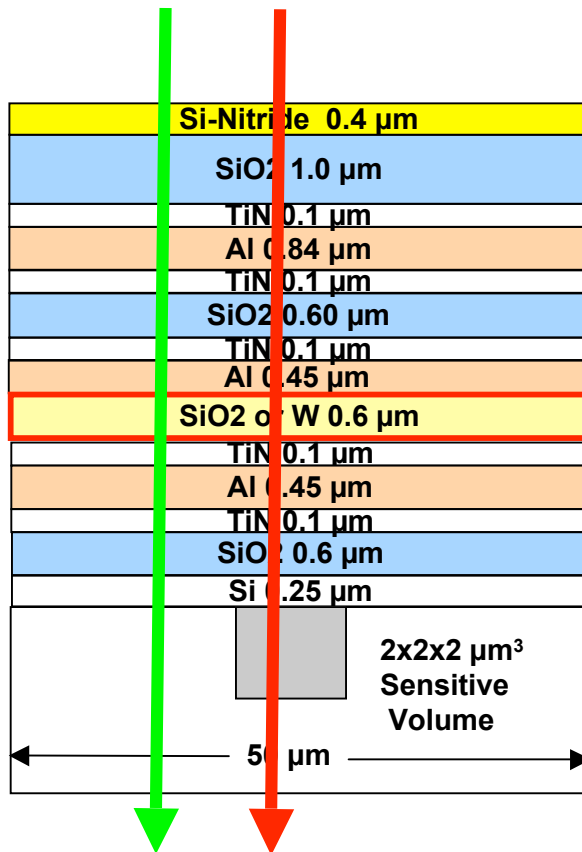 Si-Nitride 0.4 µm
SiO2 1.0 µm
TiN 0.1 µm
Al 0.84 µm
TiN 0.1 µm
SiO2 0.60 µm
TiN 0.1 µm
Al 0.45 µm
SiO2 or W 0.6 µm
TiN 0.1 µm
Al 0.45 µm
TiN 0.1 µm
SiO2 0.6 µm
Si 0.25 µm
2x2x2 µm³
Sensitive
Volume
50 µm